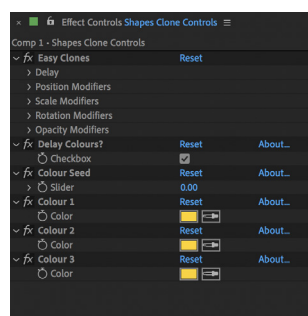 Effect Controls Shapes Clone Controls
Comp 1 • Shapes Clone Controls
fx Easy Clones Reset
Delay
Position Modifiers
Scale Modifiers
Rotation Modifiers
Opacity Modifiers
fx Delay Colours? Reset About...
Checkbox
fx Colour Seed Reset About...
Slider 0.00
fx Colour 1 Reset About...
Color
fx Colour 2 Reset About...
Color
fx Colour 3 Reset About...
Color